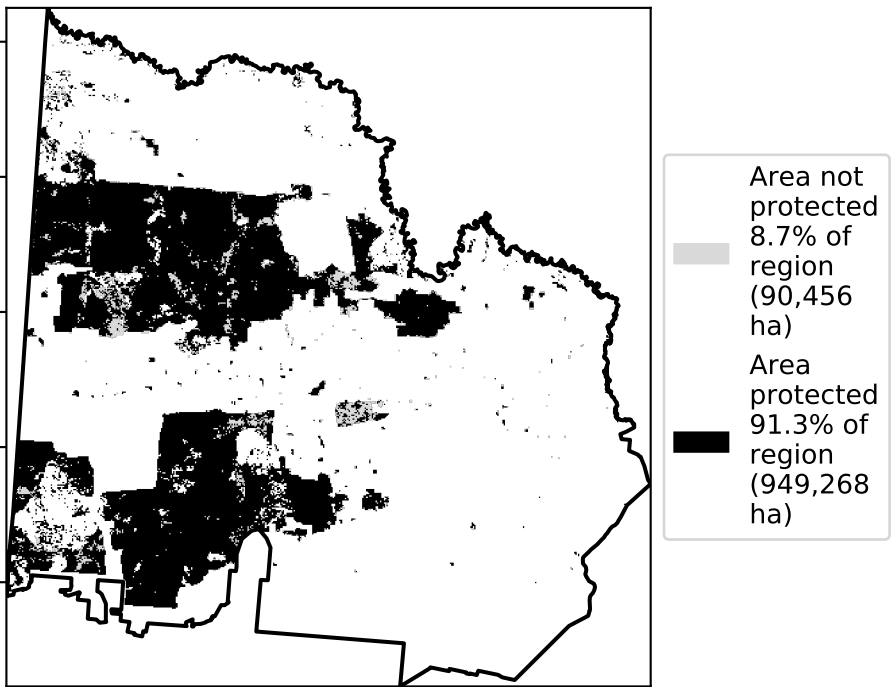 Area not
protected
8.7% of
region
(90,456
ha)
Area
protected
91.3% of
region
(949,268
ha)